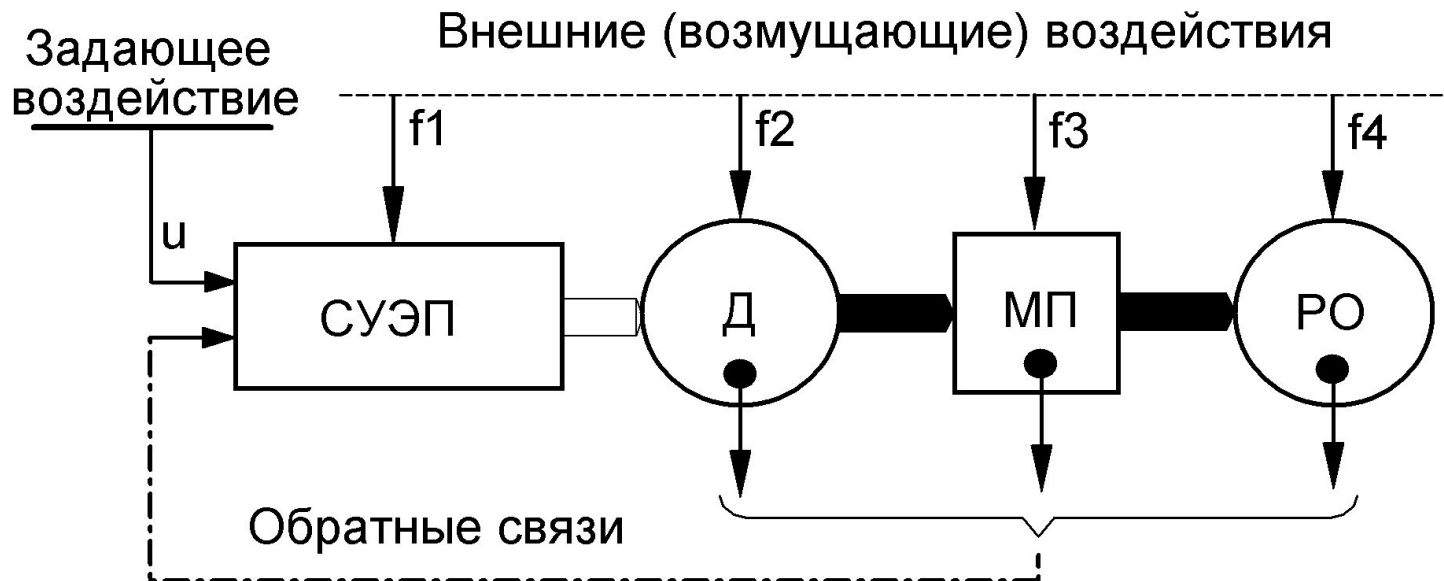 Задающее
воздействие
Внешние (возмущающие) воздействия
f1
f2
f3
f4
u
СУЭП
Д
МП
РО
Обратные связи